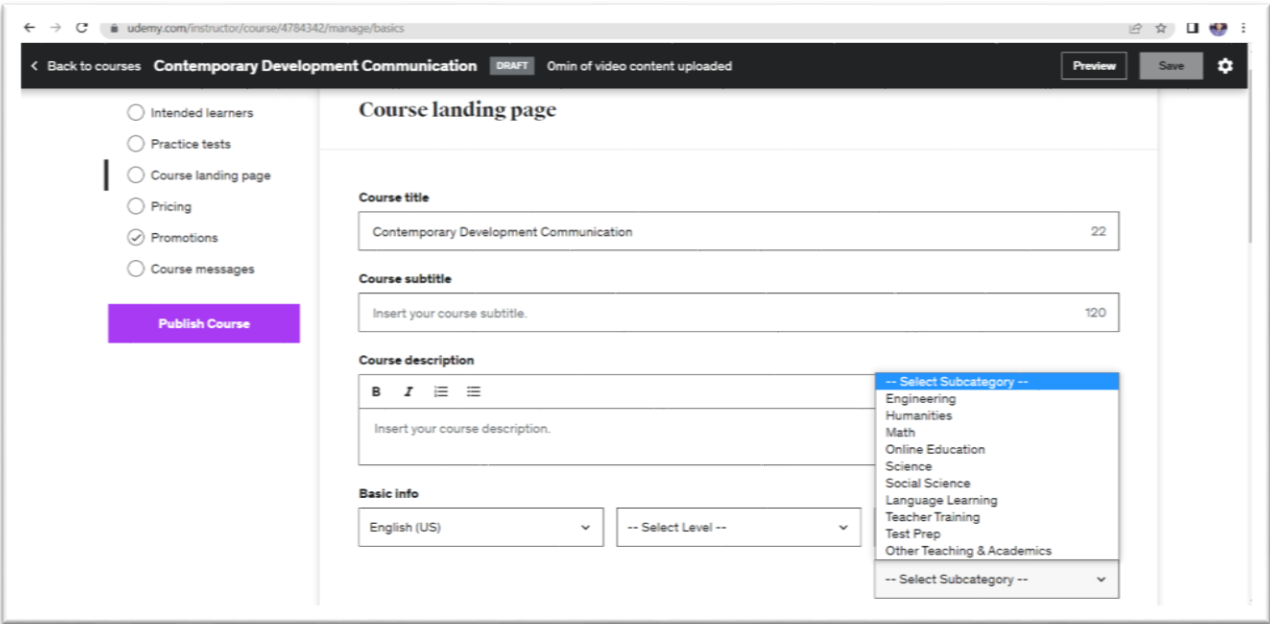 udemy.com/instructor/course/4784342/manage/basics
Back to courses Contemporary Development Communication DRAFT 0min of video content uploaded Preview Save
Intended learners
Practice tests
Course landing page
Pricing
Promotions
Course messages
Publish Course
Course landing page
Course title
Contemporary Development Communication 22
Course subtitle
Insert your course subtitle. 120
Course description
B I
Insert your course description.
Basic info
English (US) -- Select Level --
-- Select Subcategory --
Engineering
Humanities
Math
Online Education
Science
Social Science
Language Learning
Teacher Training
Test Prep
Other Teaching & Academics
-- Select Subcategory --